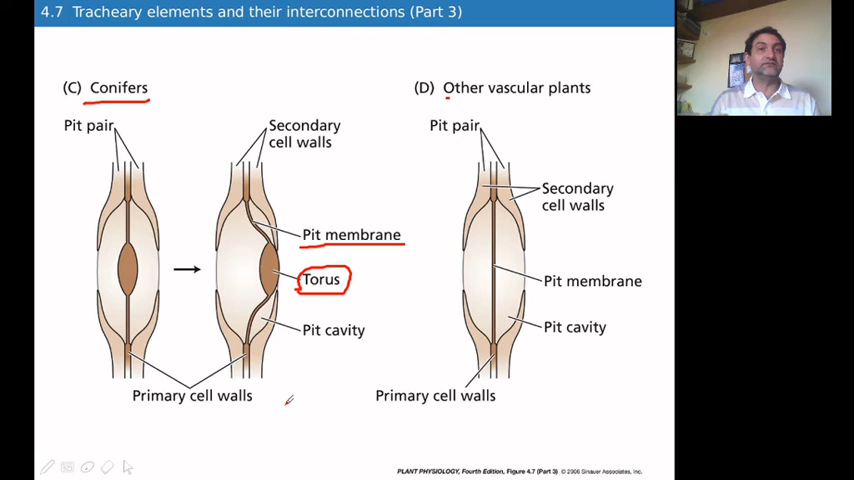 4.7 Tracheary elements and their interconnections (Part 3)
(C) Conifers
(D) Other vascular plants
Pit pair
Secondary
cell walls
Pit membrane
Torus
Pit cavity
Primary cell walls
Pit pair
Secondary
cell walls
Pit membrane
Pit cavity
Primary cell walls
PLANT PHYSIOLOGY, Fourth Edition, Figure 4.7 (Part 3) © 2006 Sinauer Associates, Inc.